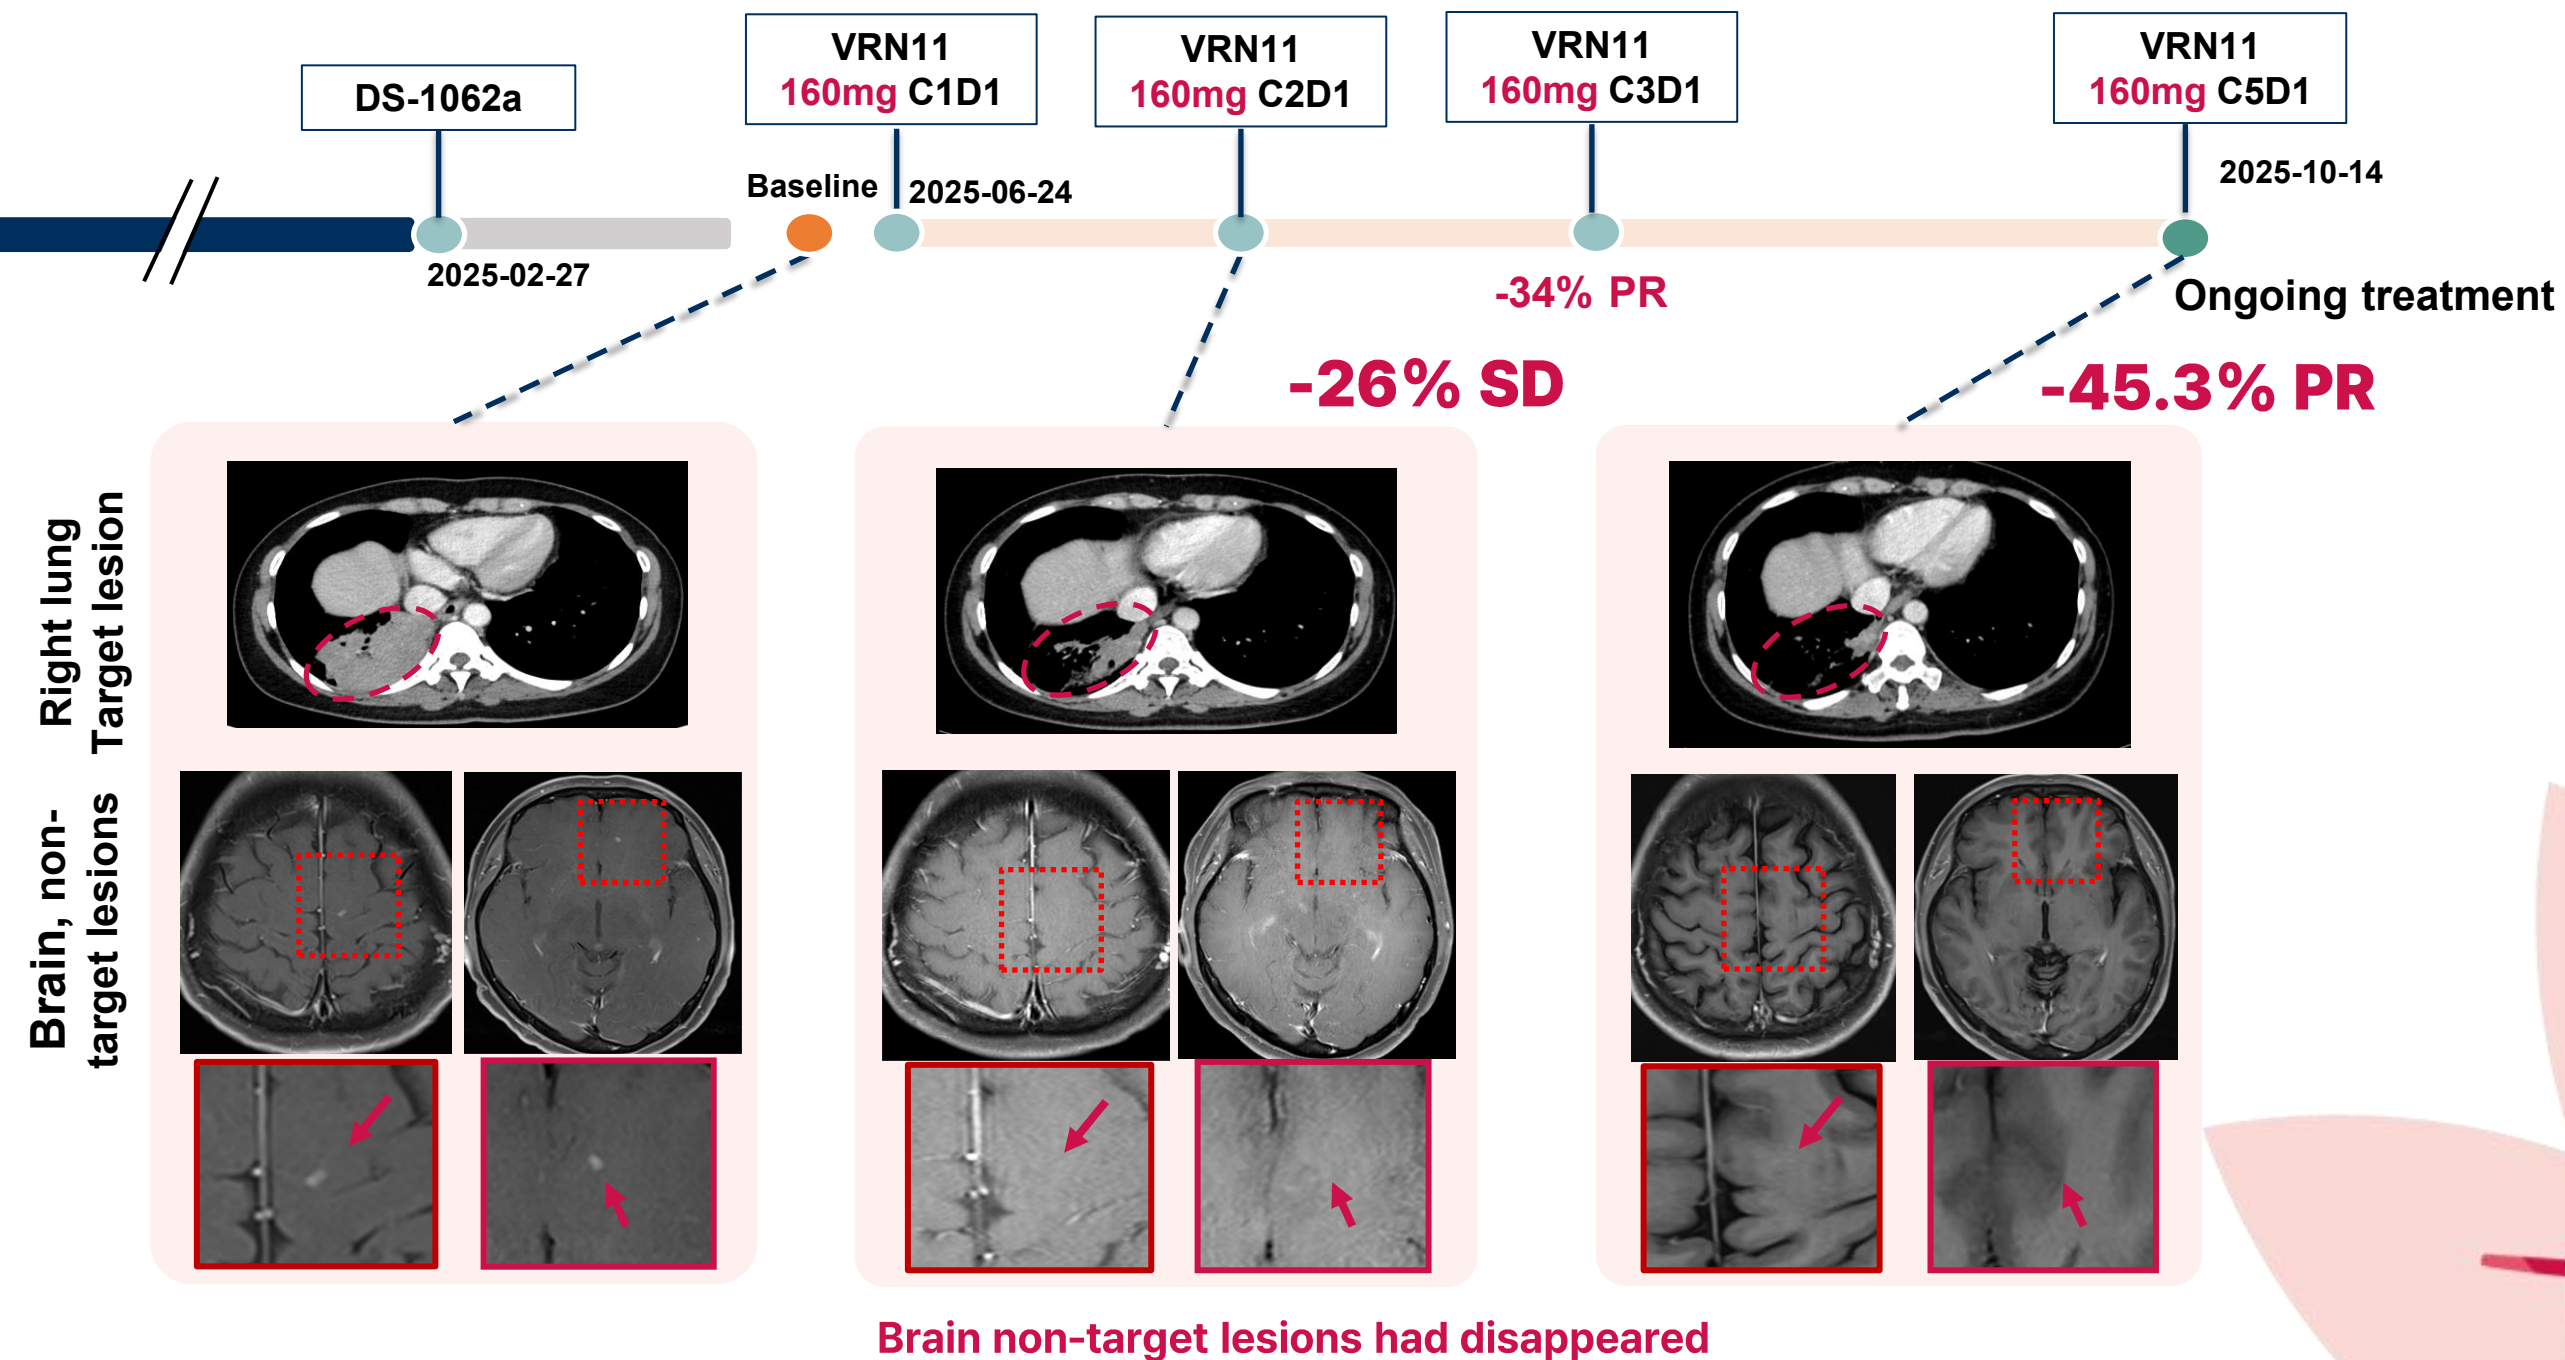 DS-1062a
VRN11
160mg C1D1
VRN11
160mg C2D1
VRN11
160mg C3D1
VRN11
160mg C5D1
Baseline
2025-06-24
2025-10-14
2025-02-27
-34% PR
Ongoing treatment
-26% SD
-45.3% PR
Right lung
Target lesion
Brain, non-
target lesions
Brain non-target lesions had disappeared